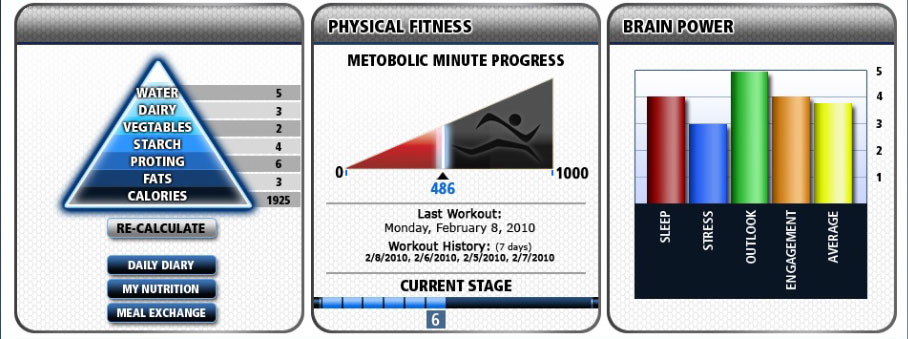 WATER 5
DAIRY 3
VEGTABLES 2
STARCH 4
PROTING 6
FATS 3
CALORIES 1925
RE-CALCULATE
DAILY DIARY
MY NUTRITION
MEAL EXCHANGE
PHYSICAL FITNESS
METOBOLIC MINUTE PROGRESS
0 1000
486
Last Workout:
Monday, February 8, 2010
Workout History: (7 days)
2/8/2010, 2/6/2010, 2/5/2010, 2/7/2010
CURRENT STAGE
6
BRAIN POWER
5
4
3
2
1
SLEEP
STRESS
OUTLOOK
ENGAGEMENT
AVERAGE